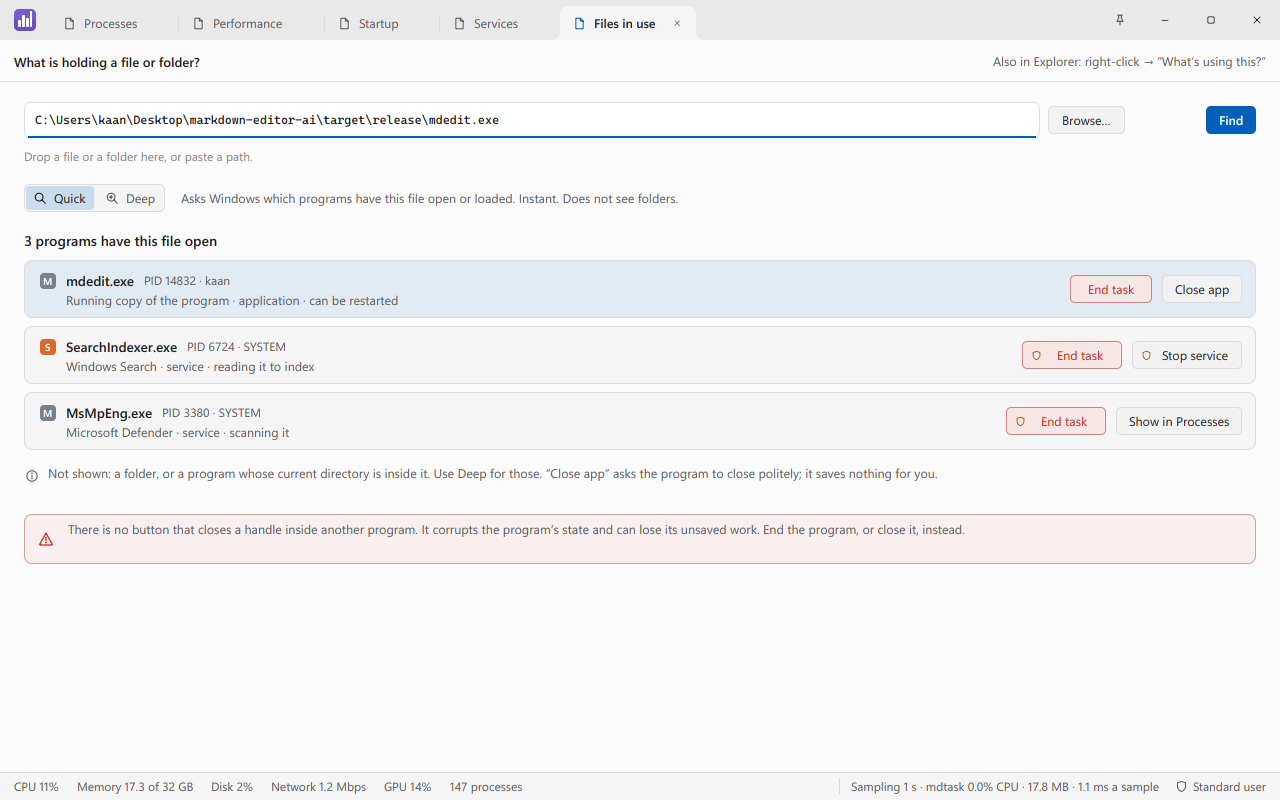 Processes
Performance
Startup
Services
Files in use
What is holding a file or folder?
Also in Explorer: right-click → “What’s using this?”
C:\Users\kaan\Desktop\markdown-editor-ai\target\release\mdedit.exe
Browse...
Find
Drop a file or a folder here, or paste a path.
Quick
Deep
Asks Windows which programs have this file open or loaded. Instant. Does not see folders.
3 programs have this file open
M
mdedit.exe PID 14832 · kaan
Running copy of the program · application · can be restarted
End task
Close app
S
SearchIndexer.exe PID 6724 · SYSTEM
Windows Search · service · reading it to index
End task
Stop service
M
MsMpEng.exe PID 3380 · SYSTEM
Microsoft Defender · service · scanning it
End task
Show in Processes
Not shown: a folder, or a program whose current directory is inside it. Use Deep for those. “Close app” asks the program to close politely; it saves nothing for you.
There is no button that closes a handle inside another program. It corrupts the program’s state and can lose its unsaved work. End the program, or close it, instead.
CPU 11% Memory 17.3 of 32 GB Disk 2% Network 1.2 Mbps GPU 14% 147 processes
Sampling 1 s · mdtask 0.0% CPU · 17.8 MB · 1.1 ms a sample
Standard user